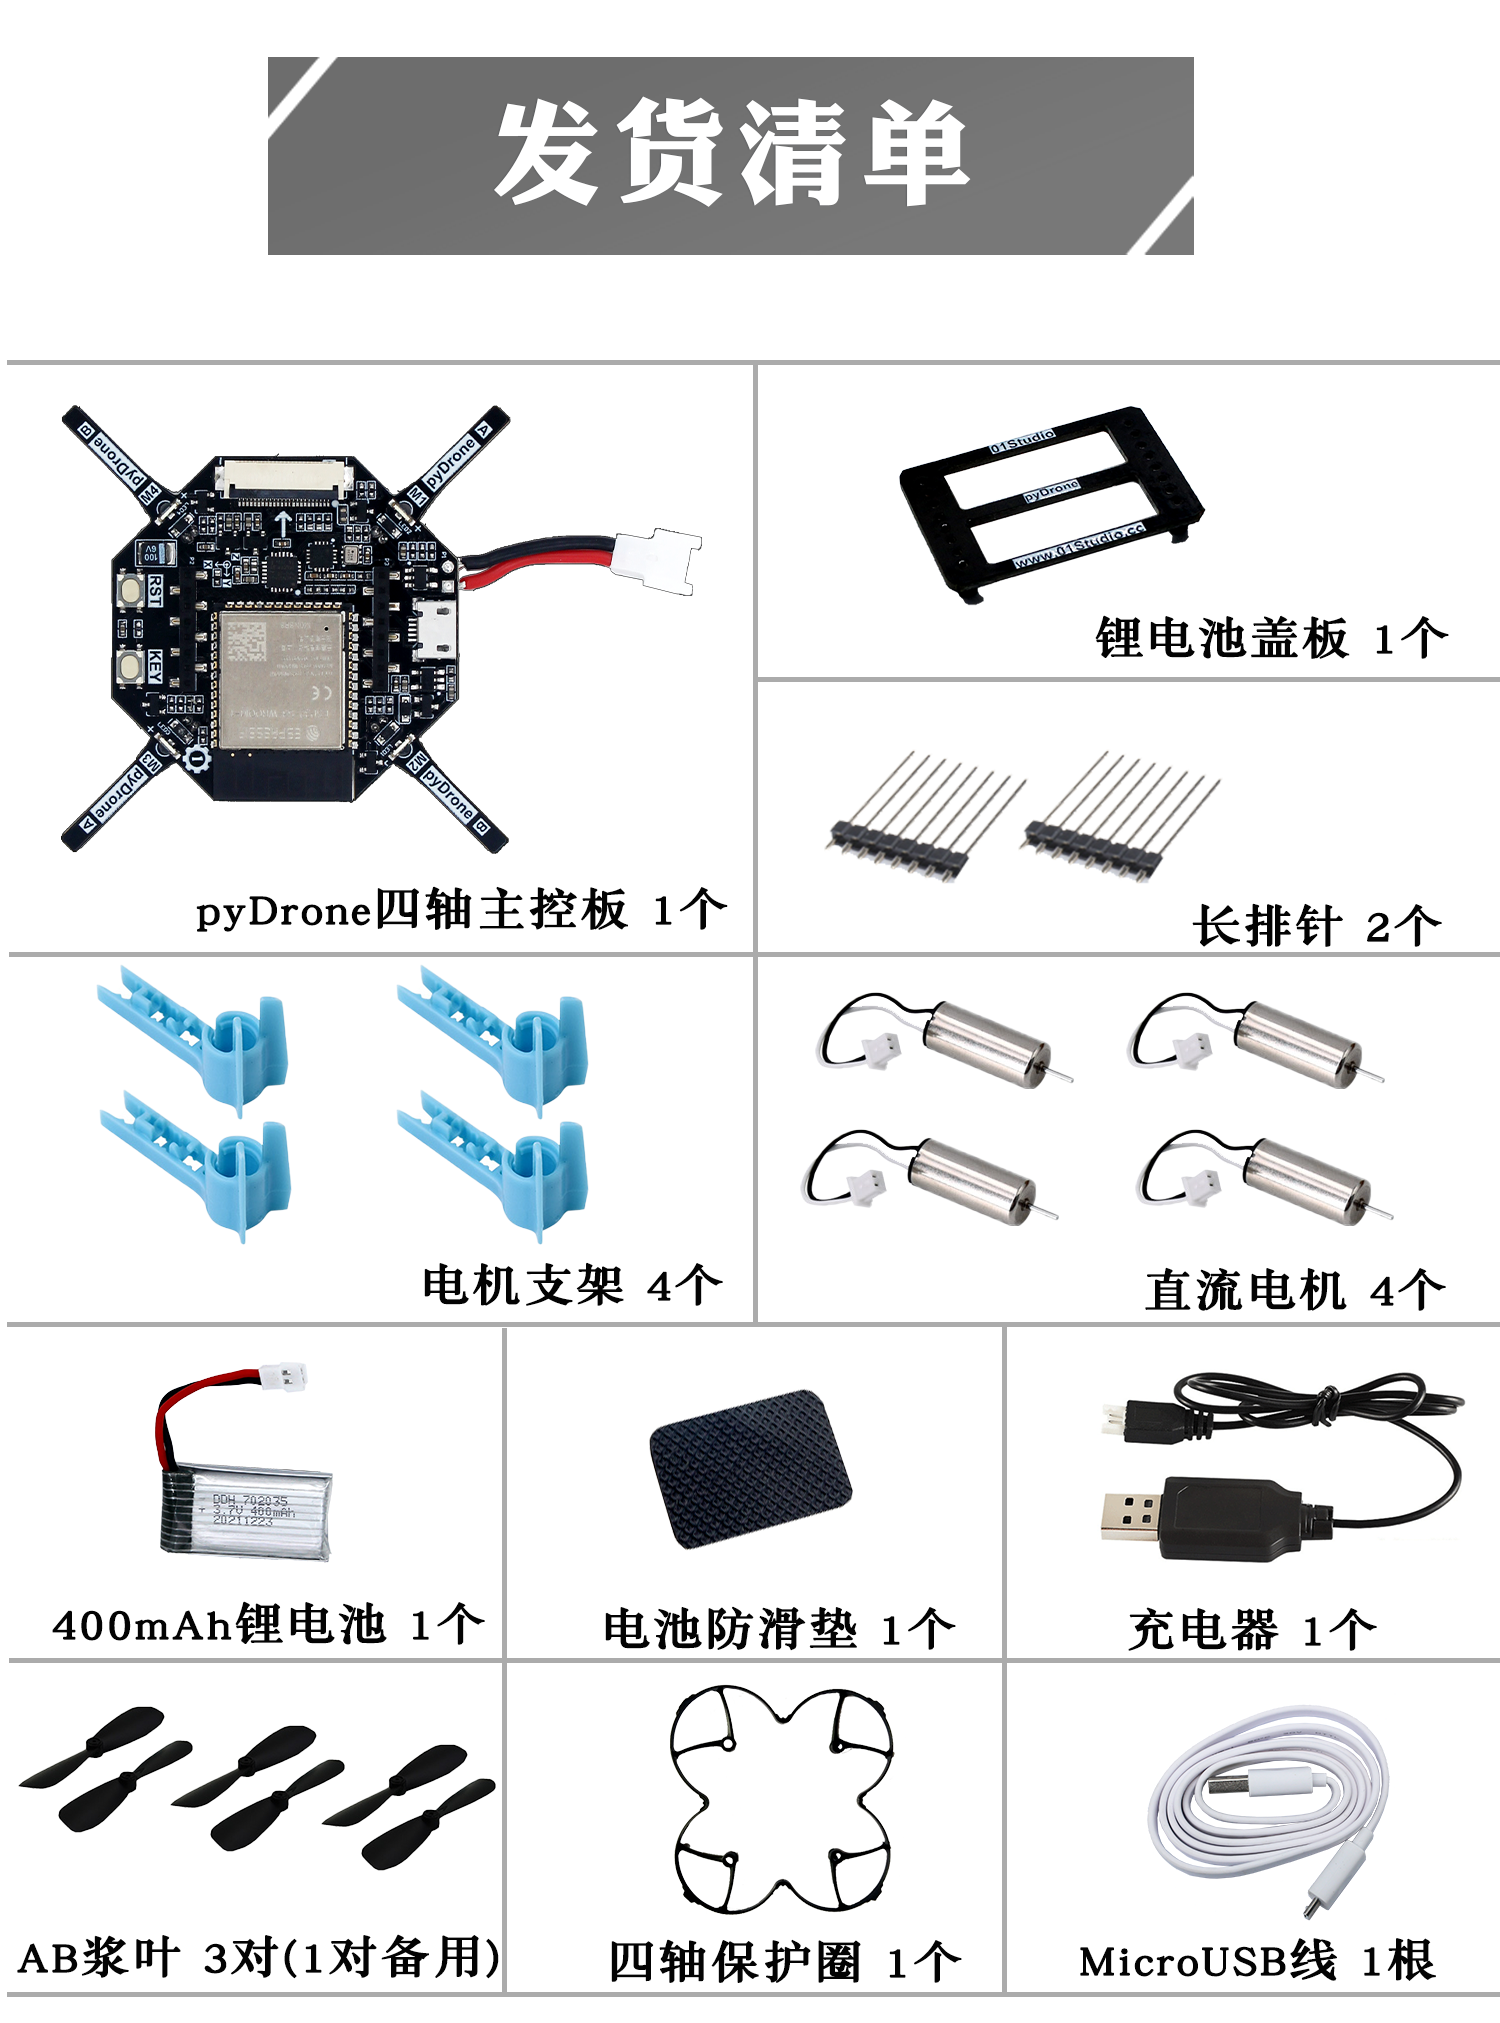 发货清单
B pyDrone M4
M1 pyDrone A
100
6V
RST
KEY
M3 pyDrone A
M2 pyDrone B
pyDrone四轴主控板 1个
01Studio
pyDrone
www.01Studio.cc
锂电池盖板 1个
长排针 2个
电机支架 4个
直流电机 4个
DDH 702035
3.7V 400mAh
20211223
400mAh锂电池 1个
电池防滑垫 1个
充电器 1个
AB浆叶 3对(1对备用)
四轴保护圈 1个
MicroUSB线 1根